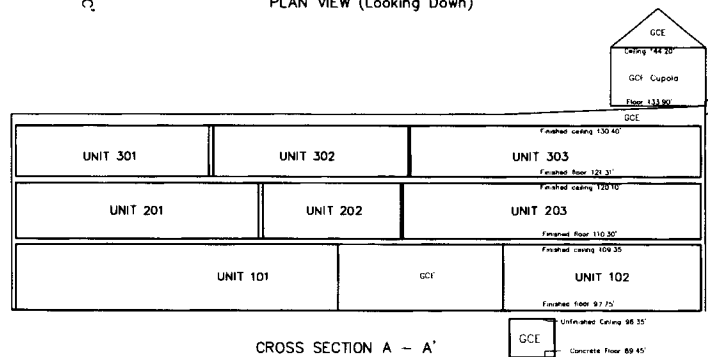 PLAN VIEW (Looking Down)
GCE
Ceiling 144.20'
GCE Cupola
Floor 133.90'
GCE
Finished ceiling 130.40'
UNIT 301
UNIT 302
UNIT 303
Finished floor 121.31'
Finished ceiling 120.10'
UNIT 201
UNIT 202
UNIT 203
Finished floor 110.30'
Finished ceiling 109.35
UNIT 101
GCE
UNIT 102
Finished floor 97.75'
Unfinished Ceiling 96.35'
GCE
Concrete Floor 89.45'
CROSS SECTION A - A'